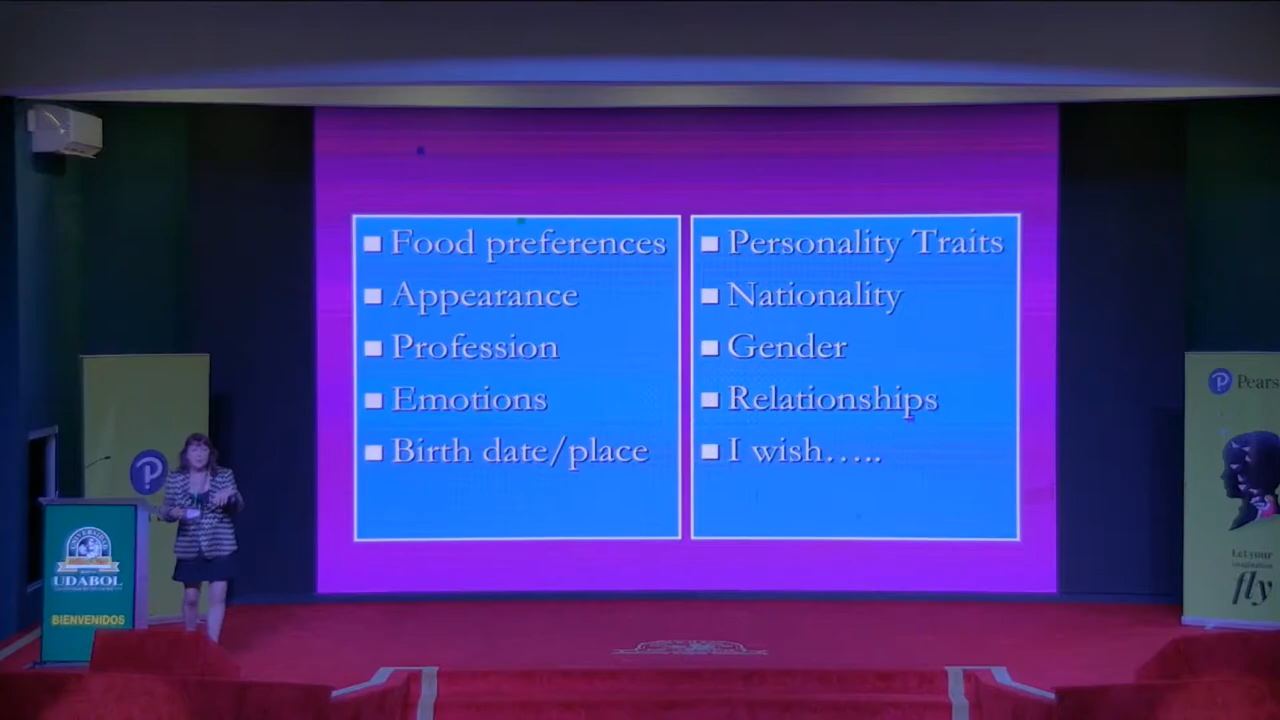 Food preferences
Appearance
Profession
Emotions
Birth date/place
Personality Traits
Nationality
Gender
Relationships
I wish…..
UDABOL
BIENVENIDOS
Pears
Let your
imagination
fly